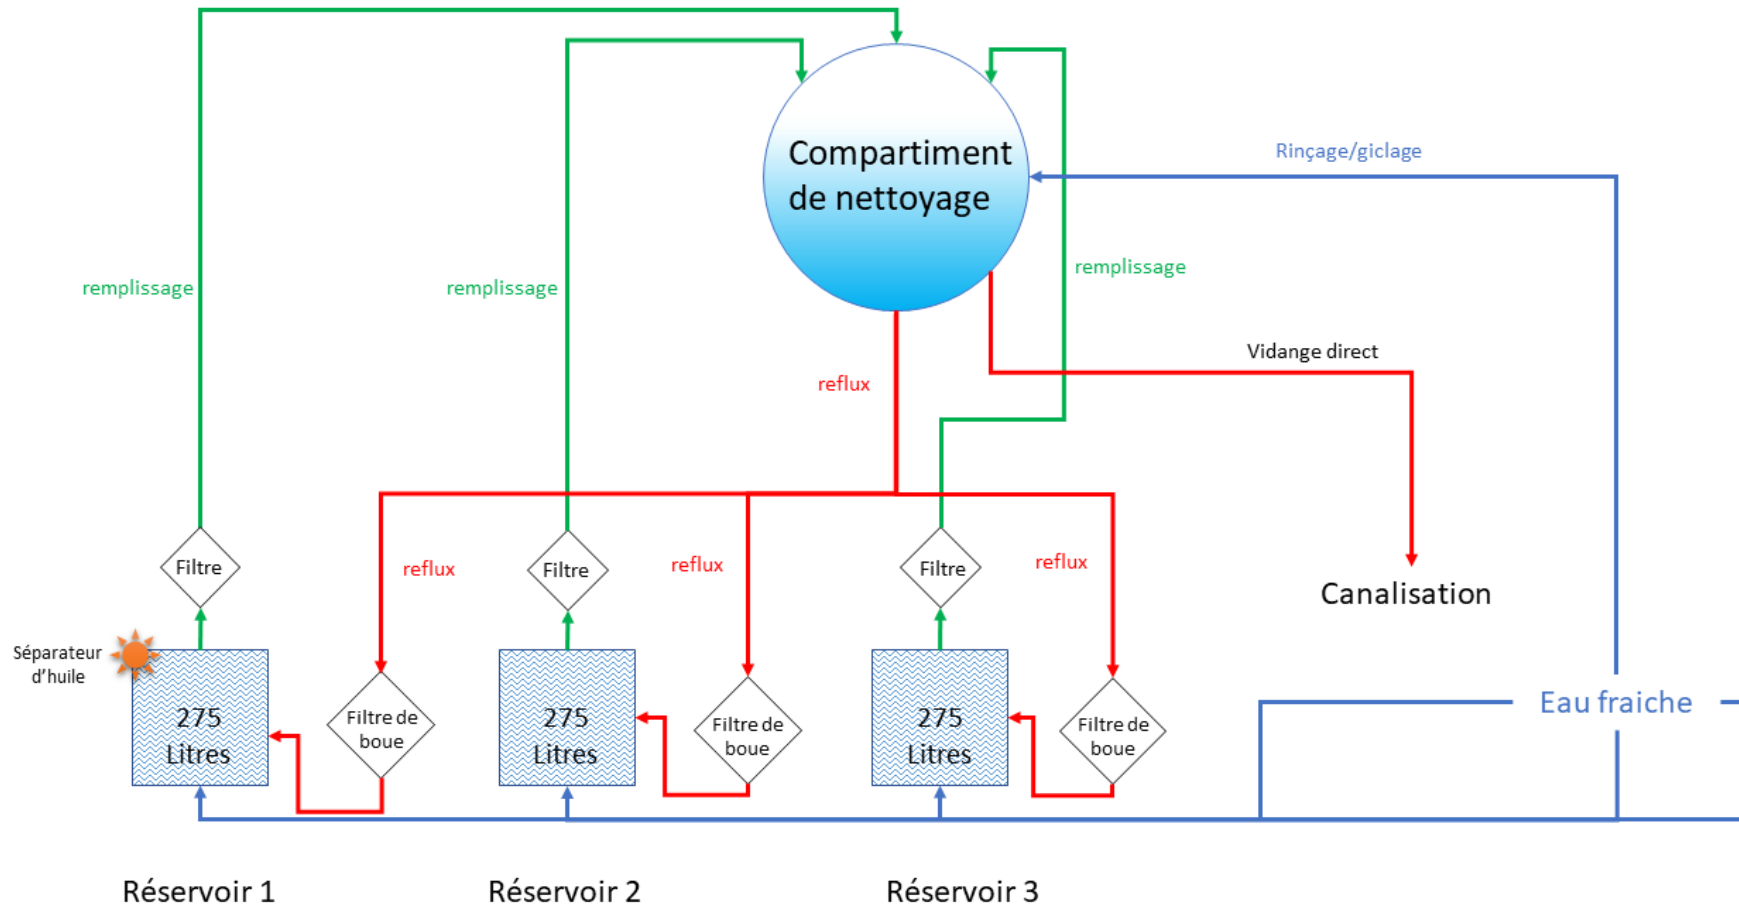 Compartiment
de nettoyage
Rinçage/giclage
remplissage
remplissage
remplissage
Vidange direct
reflux
Filtre
reflux
Filtre
reflux
Filtre
reflux
Canalisation
Séparateur
d'huile
275
Litres
Filtre de
boue
275
Litres
Filtre de
boue
275
Litres
Filtre de
boue
Eau fraiche
Réservoir 1
Réservoir 2
Réservoir 3